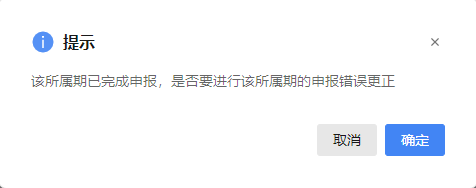 提示
该所属期已完成申报，是否要进行该所属期的申报错误更正
取消
确定